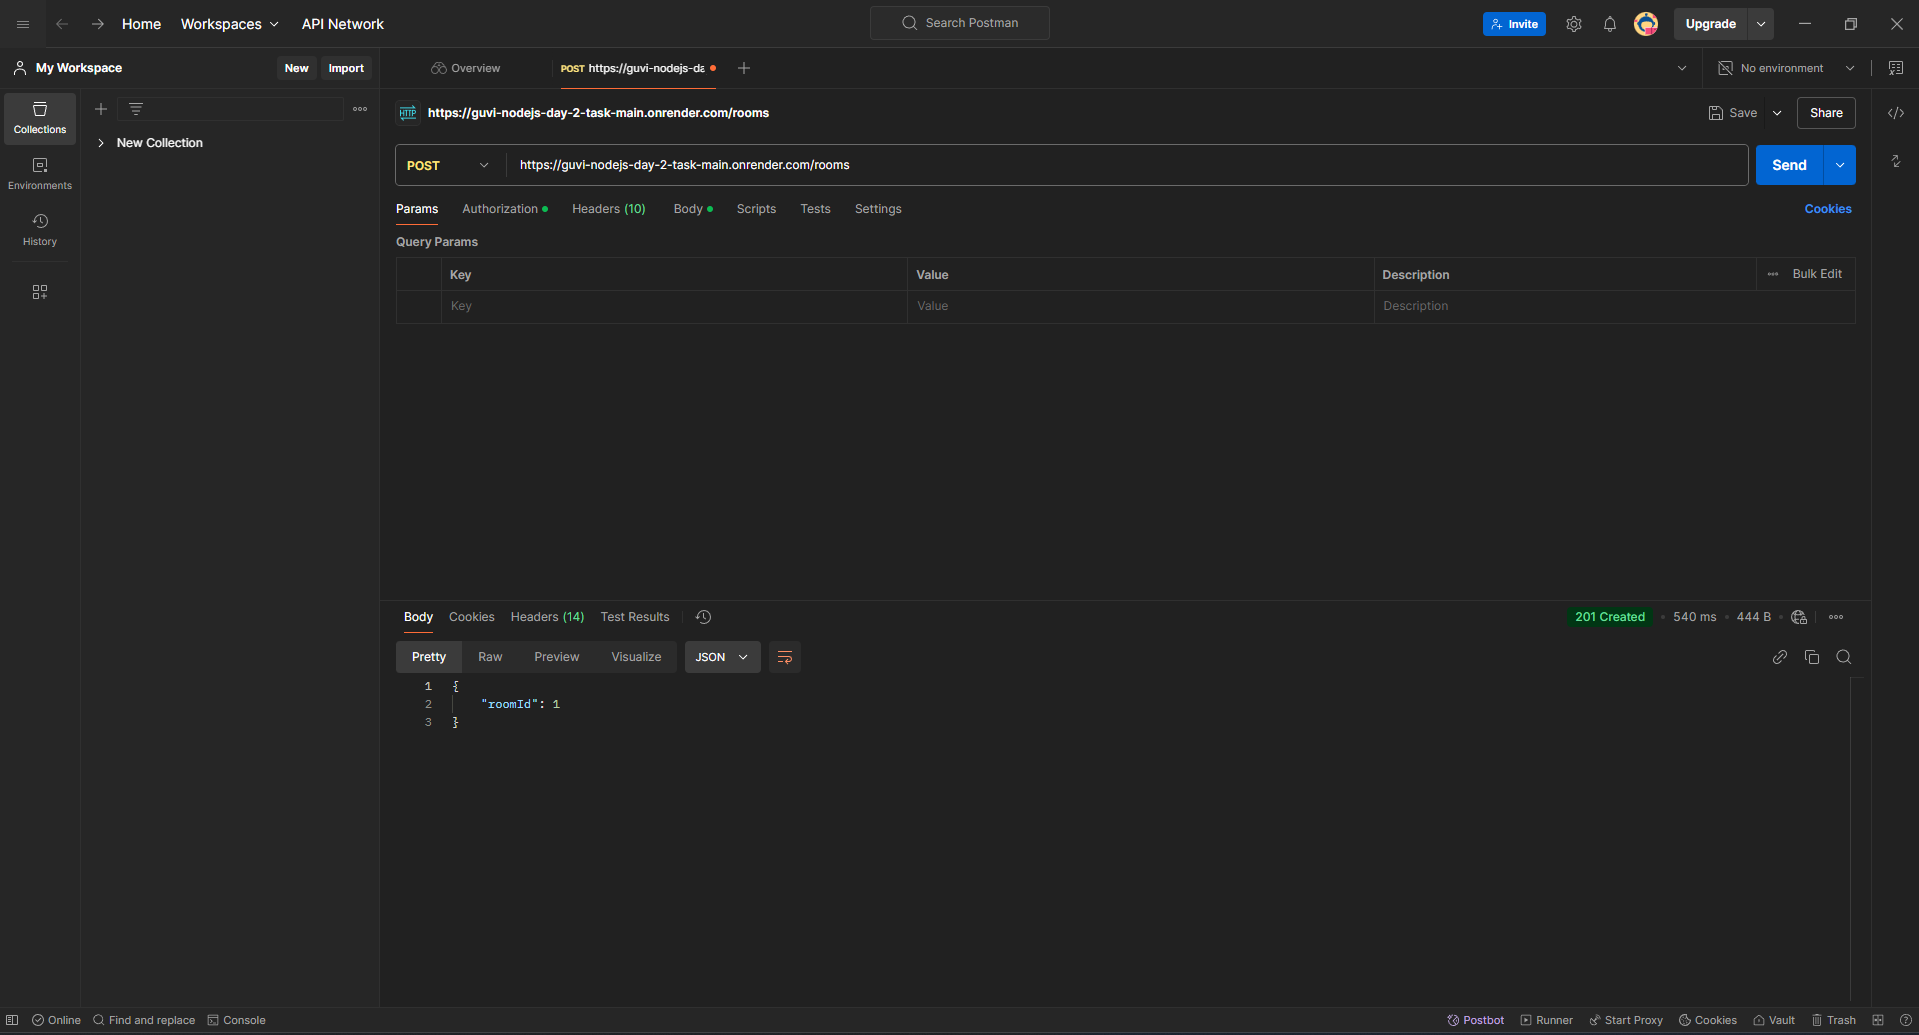 Home Workspaces API Network Search Postman Invite Upgrade
My Workspace New Import Overview POST https://guvi-nodejs-da No environment
Collections
New Collection
Environments
History
HTTP https://guvi-nodejs-day-2-task-main.onrender.com/rooms Save Share
POST https://guvi-nodejs-day-2-task-main.onrender.com/rooms Send
Params Authorization Headers (10) Body Scripts Tests Settings Cookies
Query Params
Key Value Description Bulk Edit
Key Value Description
Body Cookies Headers (14) Test Results 201 Created 540 ms 444 B
Pretty Raw Preview Visualize JSON
1 {
2 "roomId": 1
3 }
Online Find and replace Console Postbot Runner Start Proxy Cookies Vault Trash